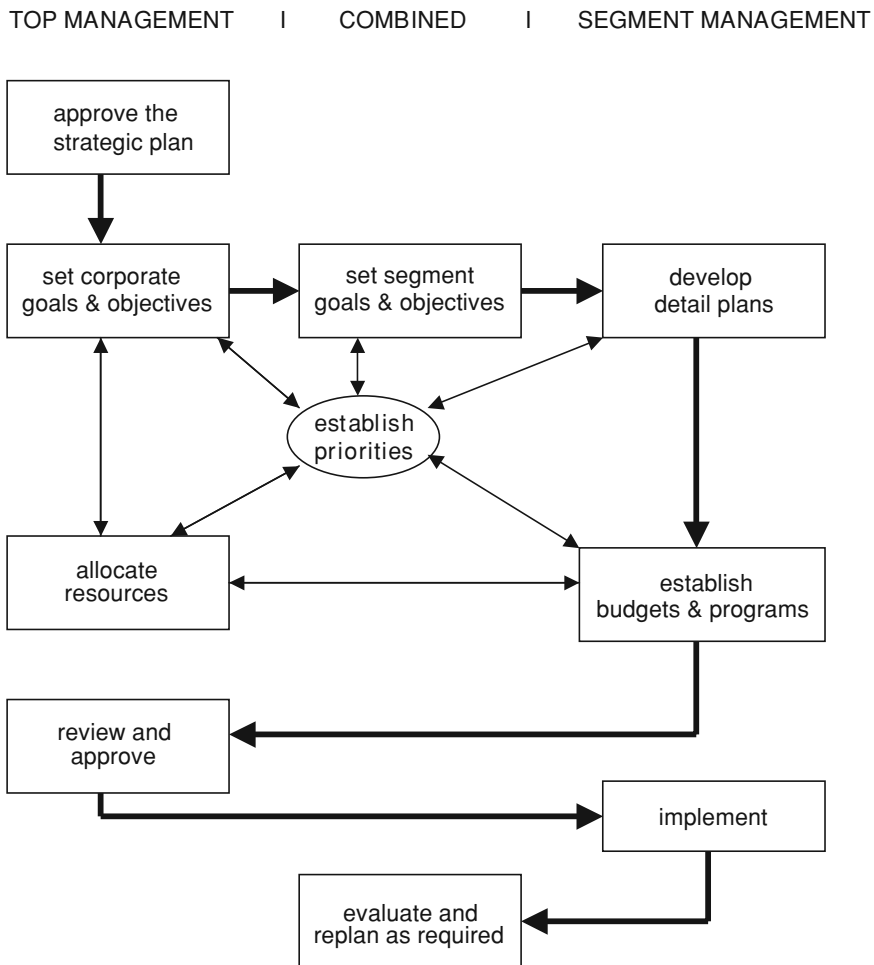 TOP MANAGEMENT I COMBINED I SEGMENT MANAGEMENT
approve the
strategic plan
set corporate
goals & objectives
set segment
goals & objectives
develop
detail plans
establish
priorities
allocate
resources
establish
budgets & programs
review and
approve
implement
evaluate and
replan as required